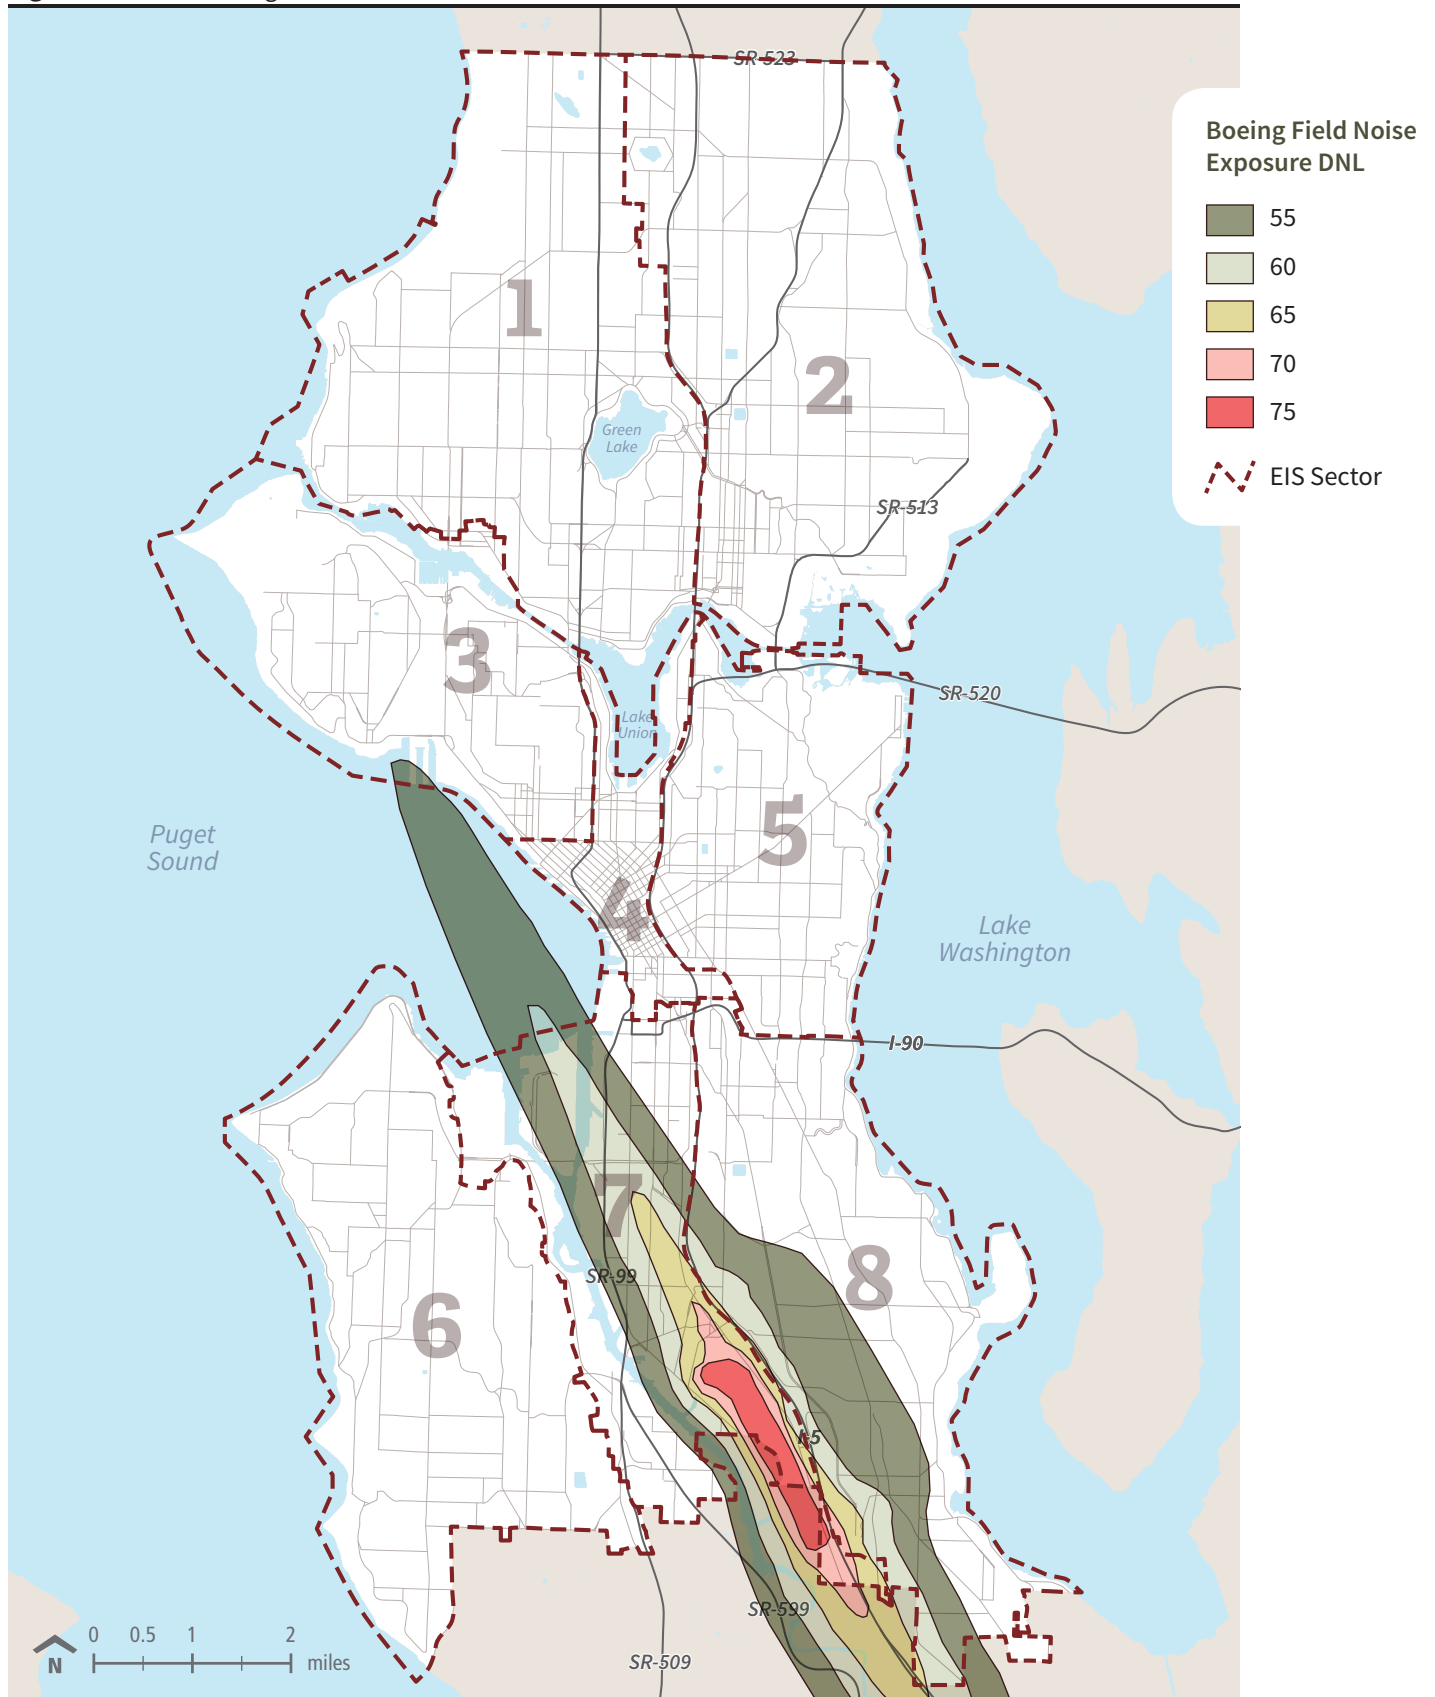 SR-523
Boeing Field Noise
Exposure DNL
55
60
65
70
75
EIS Sector
1
2
Green
Lake
SR-513
3
SR-520
Lake
Union
Puget
Sound
5
4
Lake
Washington
I-90
7
8
SR-99
6
I-5
SR-599
SR-509
N
0 0.5 1 2
miles